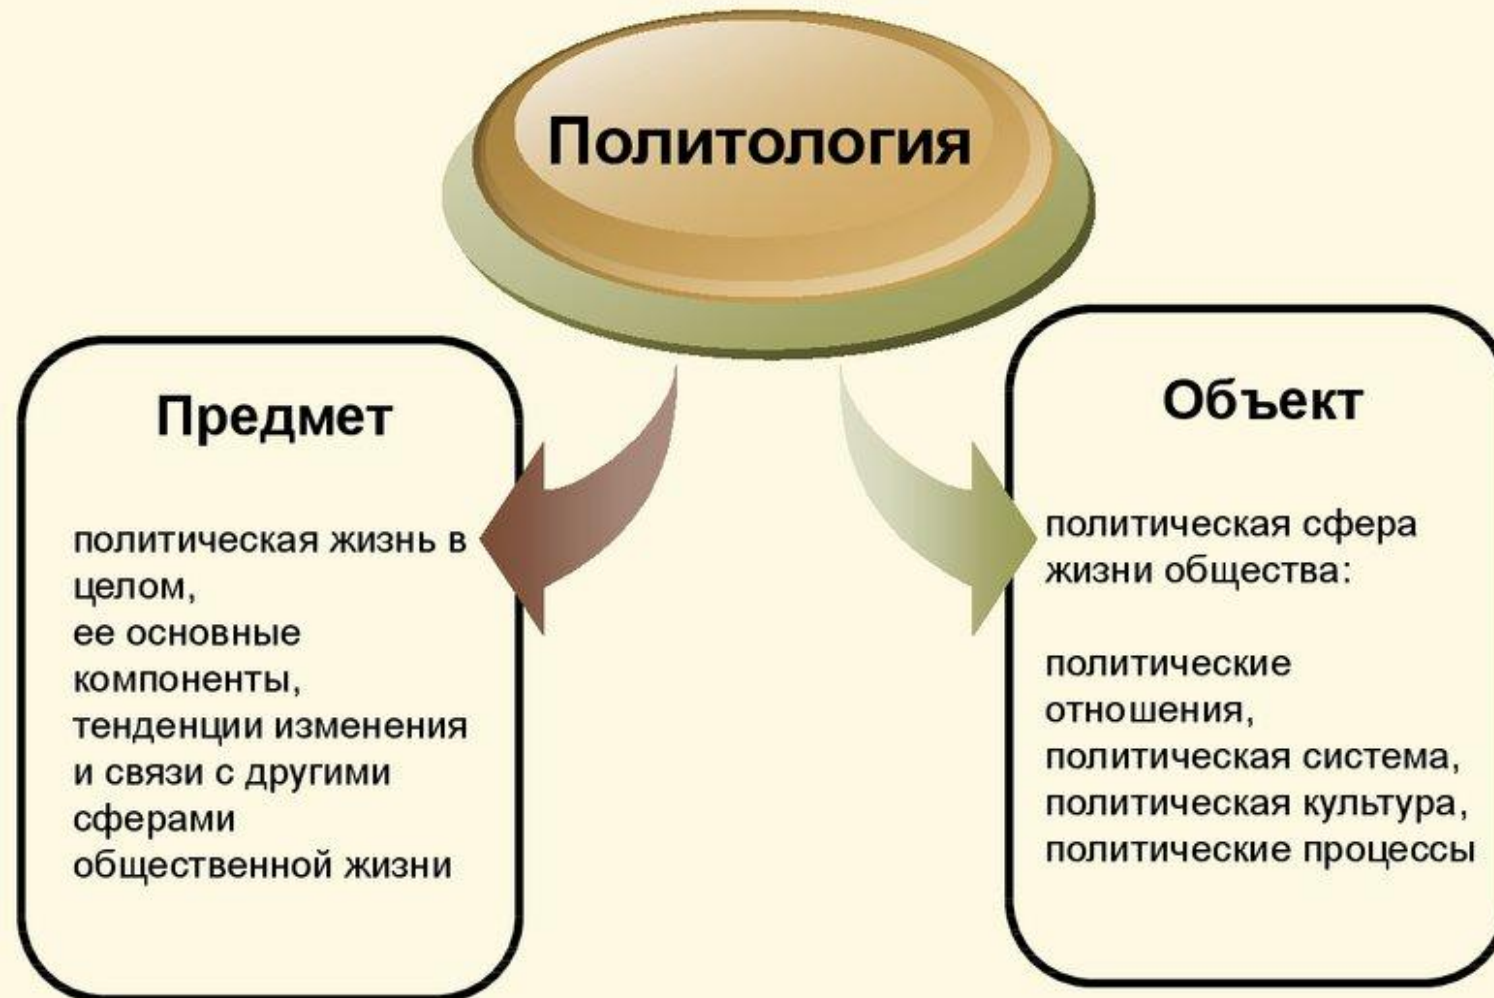 Политология
Предмет
политическая жизнь в
целом,
ее основные
компоненты,
тенденции изменения
и связи с другими
сферами
общественной жизни
Объект
политическая сфера
жизни общества:
политические
отношения,
политическая система,
политическая культура,
политические процессы